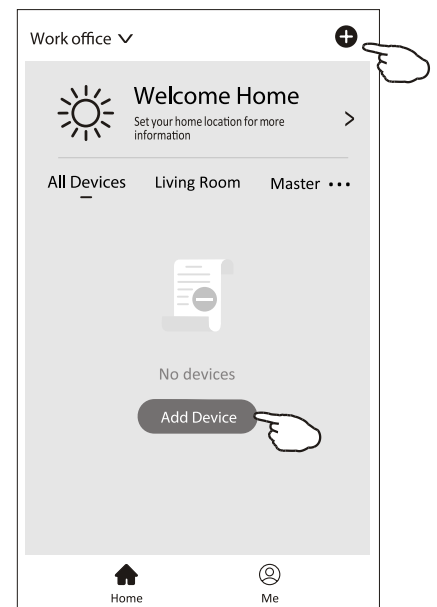 Work office
Welcome Home
Set your home location for more
information
All Devices Living Room Master
No devices
Add Device
Home Me